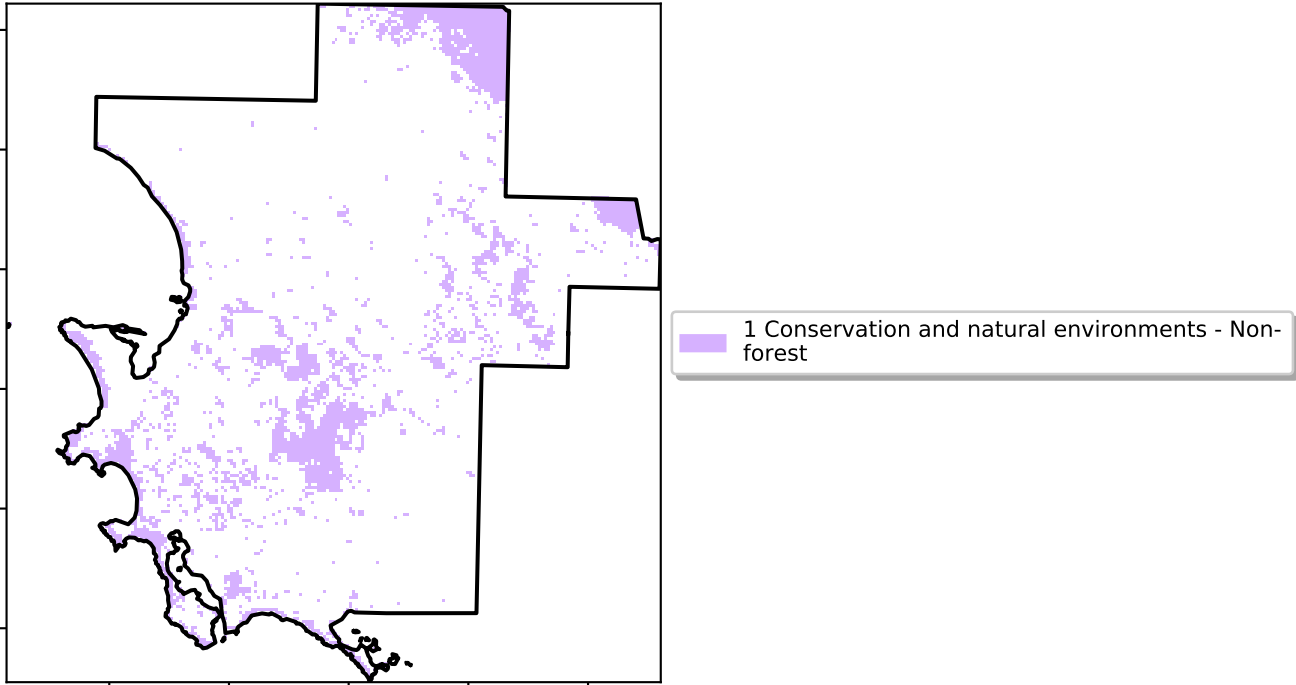 1 Conservation and natural environments - Non-
forest